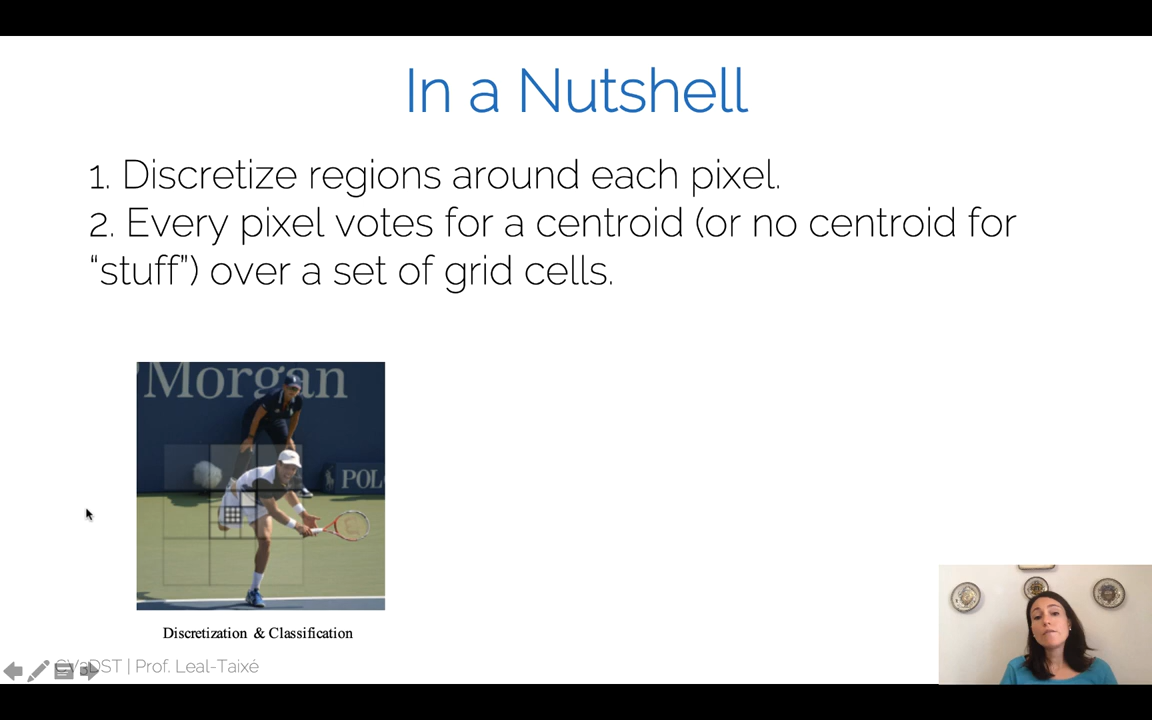 In a Nutshell
1. Discretize regions around each pixel.
2. Every pixel votes for a centroid (or no centroid for
“stuff”) over a set of grid cells.
Morgan
POL
Discretization & Classification
CV3DST | Prof. Leal-Taixé